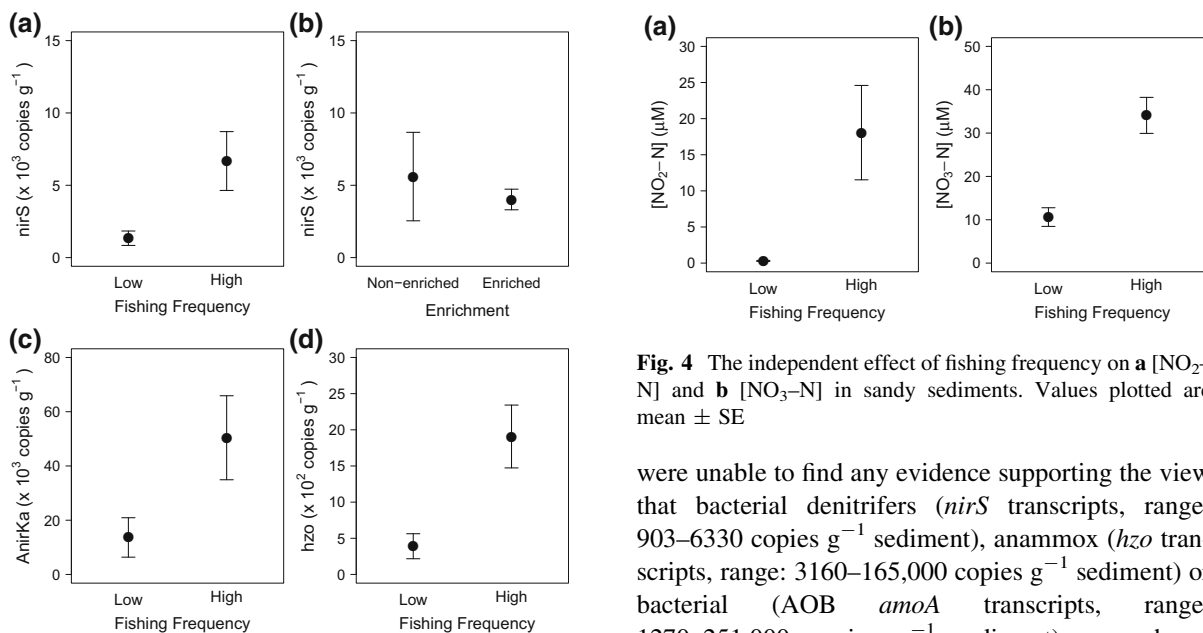 (a)
nirS (x 10³ copies g⁻¹ )
15
10
5
0
Low
High
Fishing Frequency
(b)
nirS (x 10³ copies g⁻¹ )
15
10
5
0
Non−enriched
Enriched
Enrichment
(c)
AnirKa (x 10³ copies g⁻¹ )
80
60
40
20
0
Low
High
Fishing Frequency
(d)
hzo (x 10² copies g⁻¹ )
30
25
20
15
10
5
0
Low
High
Fishing Frequency
(a)
[NO₂−N] (µM)
30
25
20
15
10
5
0
Low
High
Fishing Frequency
(b)
[NO₃−N] (µM)
50
40
30
20
10
0
Low
High
Fishing Frequency
Fig. 4 The independent effect of fishing frequency on a [NO₂–
N] and b [NO₃–N] in sandy sediments. Values plotted are
mean ± SE
were unable to find any evidence supporting the view
that bacterial denitrifers (nirS transcripts, range
903–6330 copies g⁻¹ sediment), anammox (hzo tran-
scripts, range: 3160–165,000 copies g⁻¹ sediment) or
bacterial (AOB amoA transcripts, range